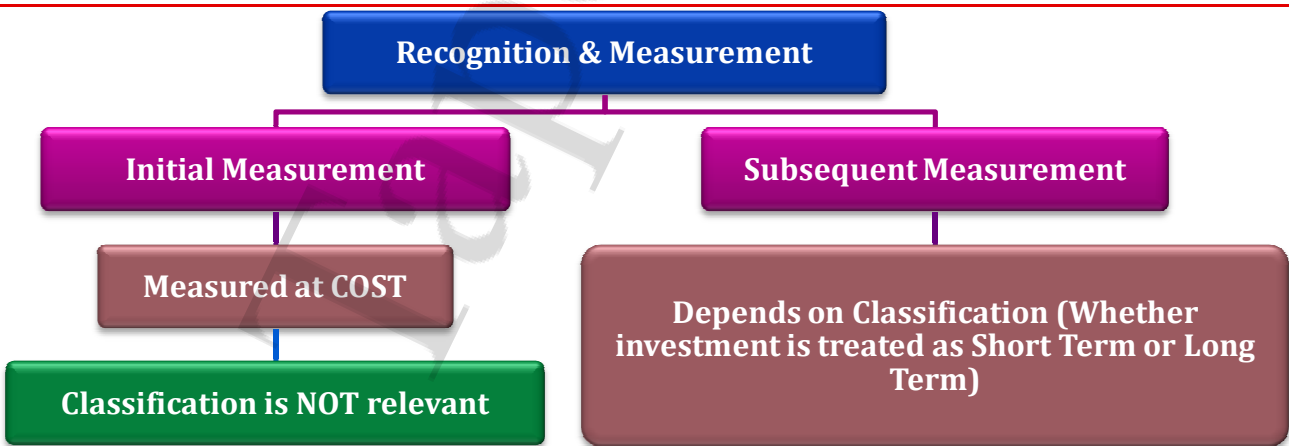 Recognition & Measurement
Initial Measurement
Subsequent Measurement
Measured at COST
Classification is NOT relevant
Depends on Classification (Whether
investment is treated as Short Term or Long
Term)